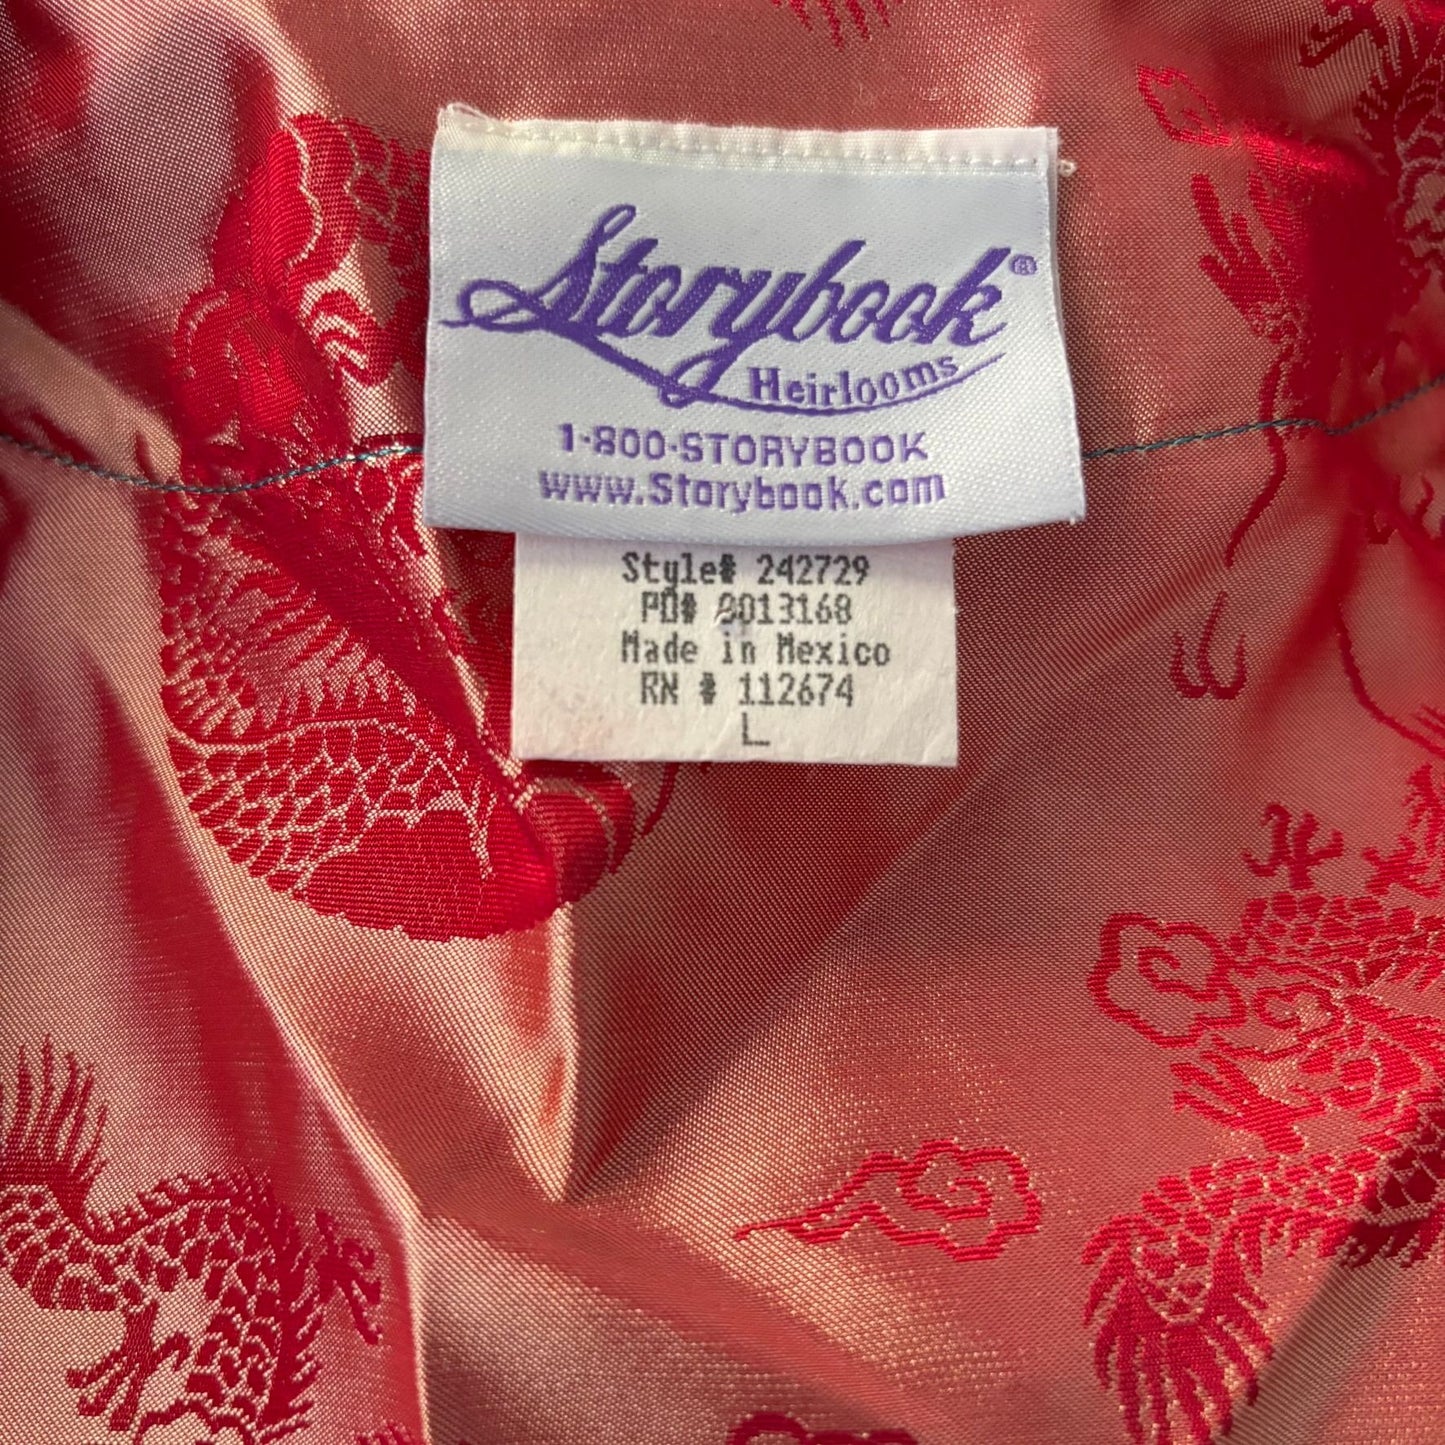 Storybook®
Heirlooms
1-800-STORYBOOK
www.Storybook.com
Style# 242729
PO# 8013168
Made in Mexico
RN # 112674
L